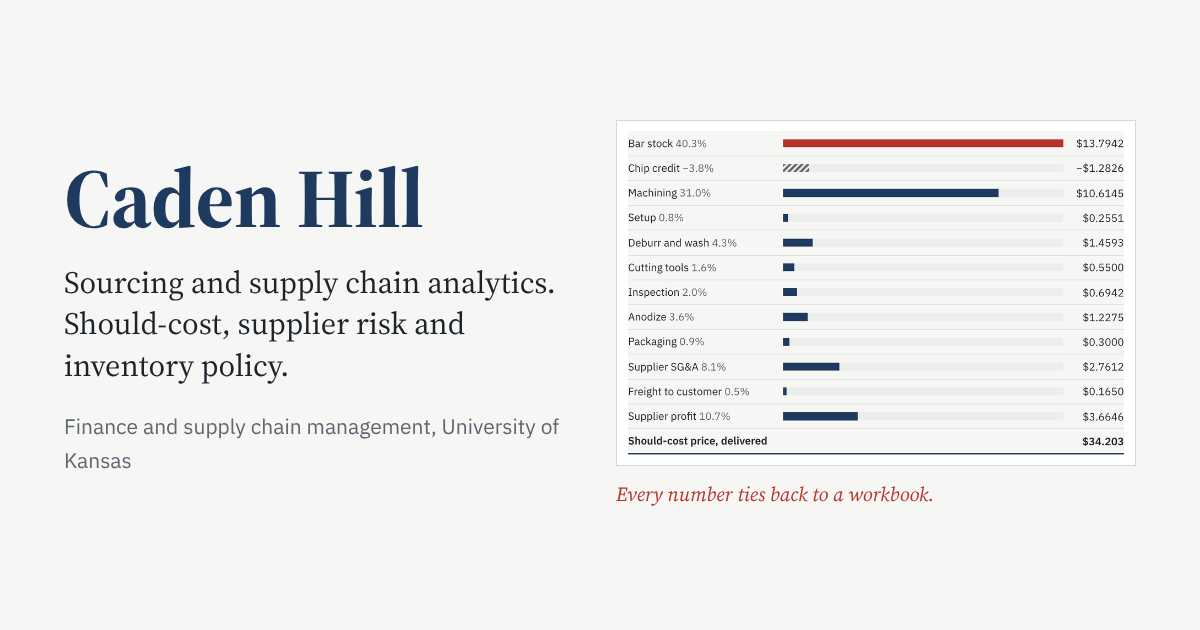 Caden Hill
Sourcing and supply chain analytics.
Should-cost, supplier risk and
inventory policy.
Finance and supply chain management, University of
Kansas
Bar stock 40.3% $13.7942
Chip credit −3.8% −$1.2826
Machining 31.0% $10.6145
Setup 0.8% $0.2551
Deburr and wash 4.3% $1.4593
Cutting tools 1.6% $0.5500
Inspection 2.0% $0.6942
Anodize 3.6% $1.2275
Packaging 0.9% $0.3000
Supplier SG&A 8.1% $2.7612
Freight to customer 0.5% $0.1650
Supplier profit 10.7% $3.6646
Should-cost price, delivered $34.203
Every number ties back to a workbook.